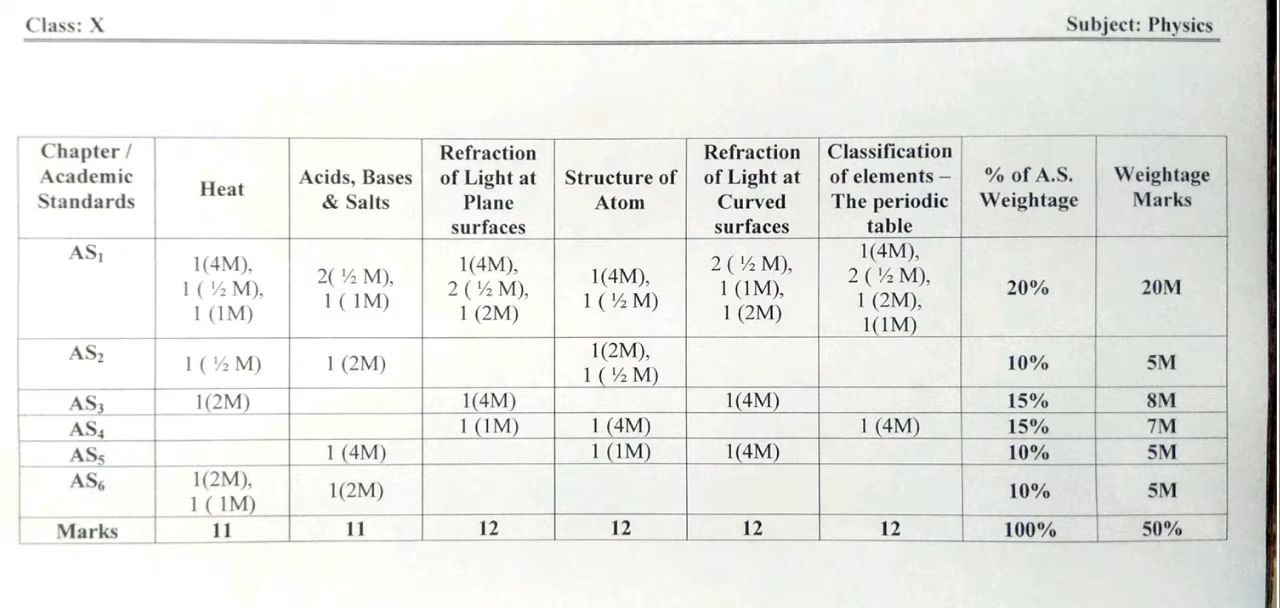 Class: X
Subject: Physics
Chapter / Academic Standards
Heat
Acids, Bases & Salts
Refraction of Light at Plane surfaces
Structure of Atom
Refraction of Light at Curved surfaces
Classification of elements – The periodic table
% of A.S. Weightage
Weightage Marks
AS₁
1(4M),
1 ( ½ M),
1 (1M)
2( ½ M),
1 ( 1M)
1(4M),
2 ( ½ M),
1 (2M)
1(4M),
1 ( ½ M)
2 ( ½ M),
1 (1M),
1 (2M)
1(4M),
2 ( ½ M),
1 (2M),
1(1M)
20%
20M
AS₂
1 ( ½ M)
1 (2M)
1(2M),
1 ( ½ M)
10%
5M
AS₃
1(2M)
1(4M)
1(4M)
15%
8M
AS₄
1 (1M)
1 (4M)
1 (4M)
15%
7M
AS₅
1 (4M)
1 (1M)
1(4M)
10%
5M
AS₆
1(2M),
1 ( 1M)
1(2M)
10%
5M
Marks
11
11
12
12
12
12
100%
50%